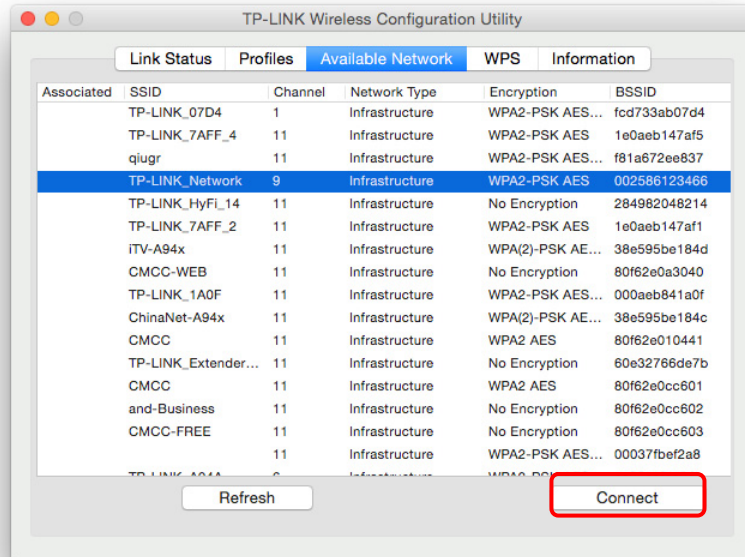 TP-LINK Wireless Configuration Utility
Link Status Profiles Available Network WPS Information
Associated SSID Channel Network Type Encryption BSSID
TP-LINK_07D4 1 Infrastructure WPA2-PSK AES... fcd733ab07d4
TP-LINK_7AFF_4 11 Infrastructure WPA2-PSK AES 1e0aeb147af5
qiugr 11 Infrastructure WPA2-PSK AES... f81a672ee837
TP-LINK_Network 9 Infrastructure WPA2-PSK AES 002586123466
TP-LINK_HyFi_14 11 Infrastructure No Encryption 284982048214
TP-LINK_7AFF_2 11 Infrastructure WPA2-PSK AES 1e0aeb147af1
iTV-A94x 11 Infrastructure WPA(2)-PSK AE... 38e595be184d
CMCC-WEB 11 Infrastructure No Encryption 80f62e0a3040
TP-LINK_1A0F 11 Infrastructure WPA2-PSK AES... 000aeb841a0f
ChinaNet-A94x 11 Infrastructure WPA(2)-PSK AE... 38e595be184c
CMCC 11 Infrastructure WPA2 AES 80f62e010441
TP-LINK_Extender... 11 Infrastructure No Encryption 60e32766de7b
CMCC 11 Infrastructure WPA2 AES 80f62e0cc601
and-Business 11 Infrastructure No Encryption 80f62e0cc602
CMCC-FREE 11 Infrastructure No Encryption 80f62e0cc603
11 Infrastructure WPA2-PSK AES... 00037fbef2a8
Refresh Connect